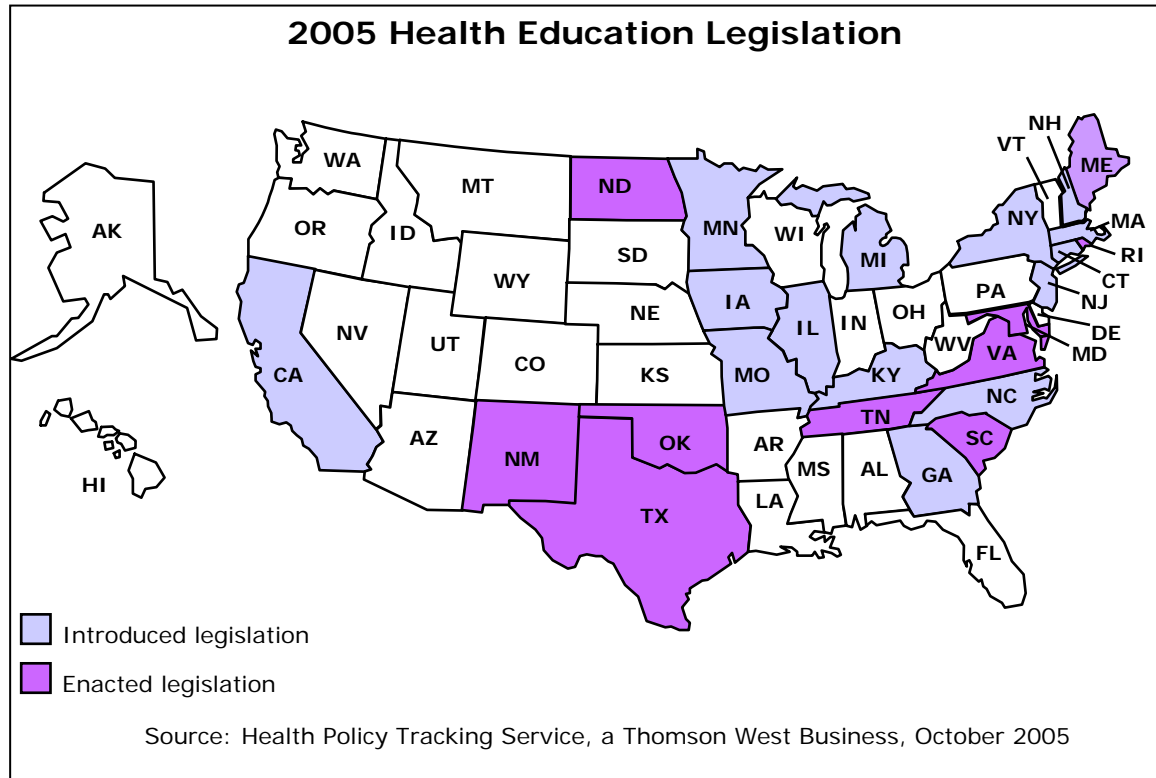 2005 Health Education Legislation
NH
VT
WA
ME
MT
ND
MN
NY
MA
AK
OR
ID
WI
SD
MI
RI
WY
CT
PA
NJ
IA
NE
OH
NV
IL
IN
DE
UT
WV
MD
CO
VA
CA
KS
MO
KY
NC
TN
AZ
OK
AR
SC
NM
MS
AL
GA
HI
LA
TX
FL
Introduced legislation
Enacted legislation
Source: Health Policy Tracking Service, a Thomson West Business, October 2005